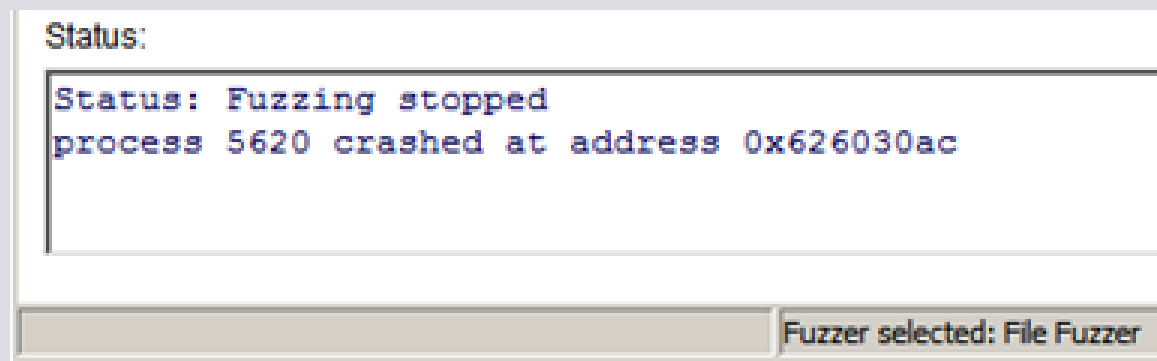 Status:
Status: Fuzzing stopped
process 5620 crashed at address 0x626030ac
Fuzzer selected: File Fuzzer